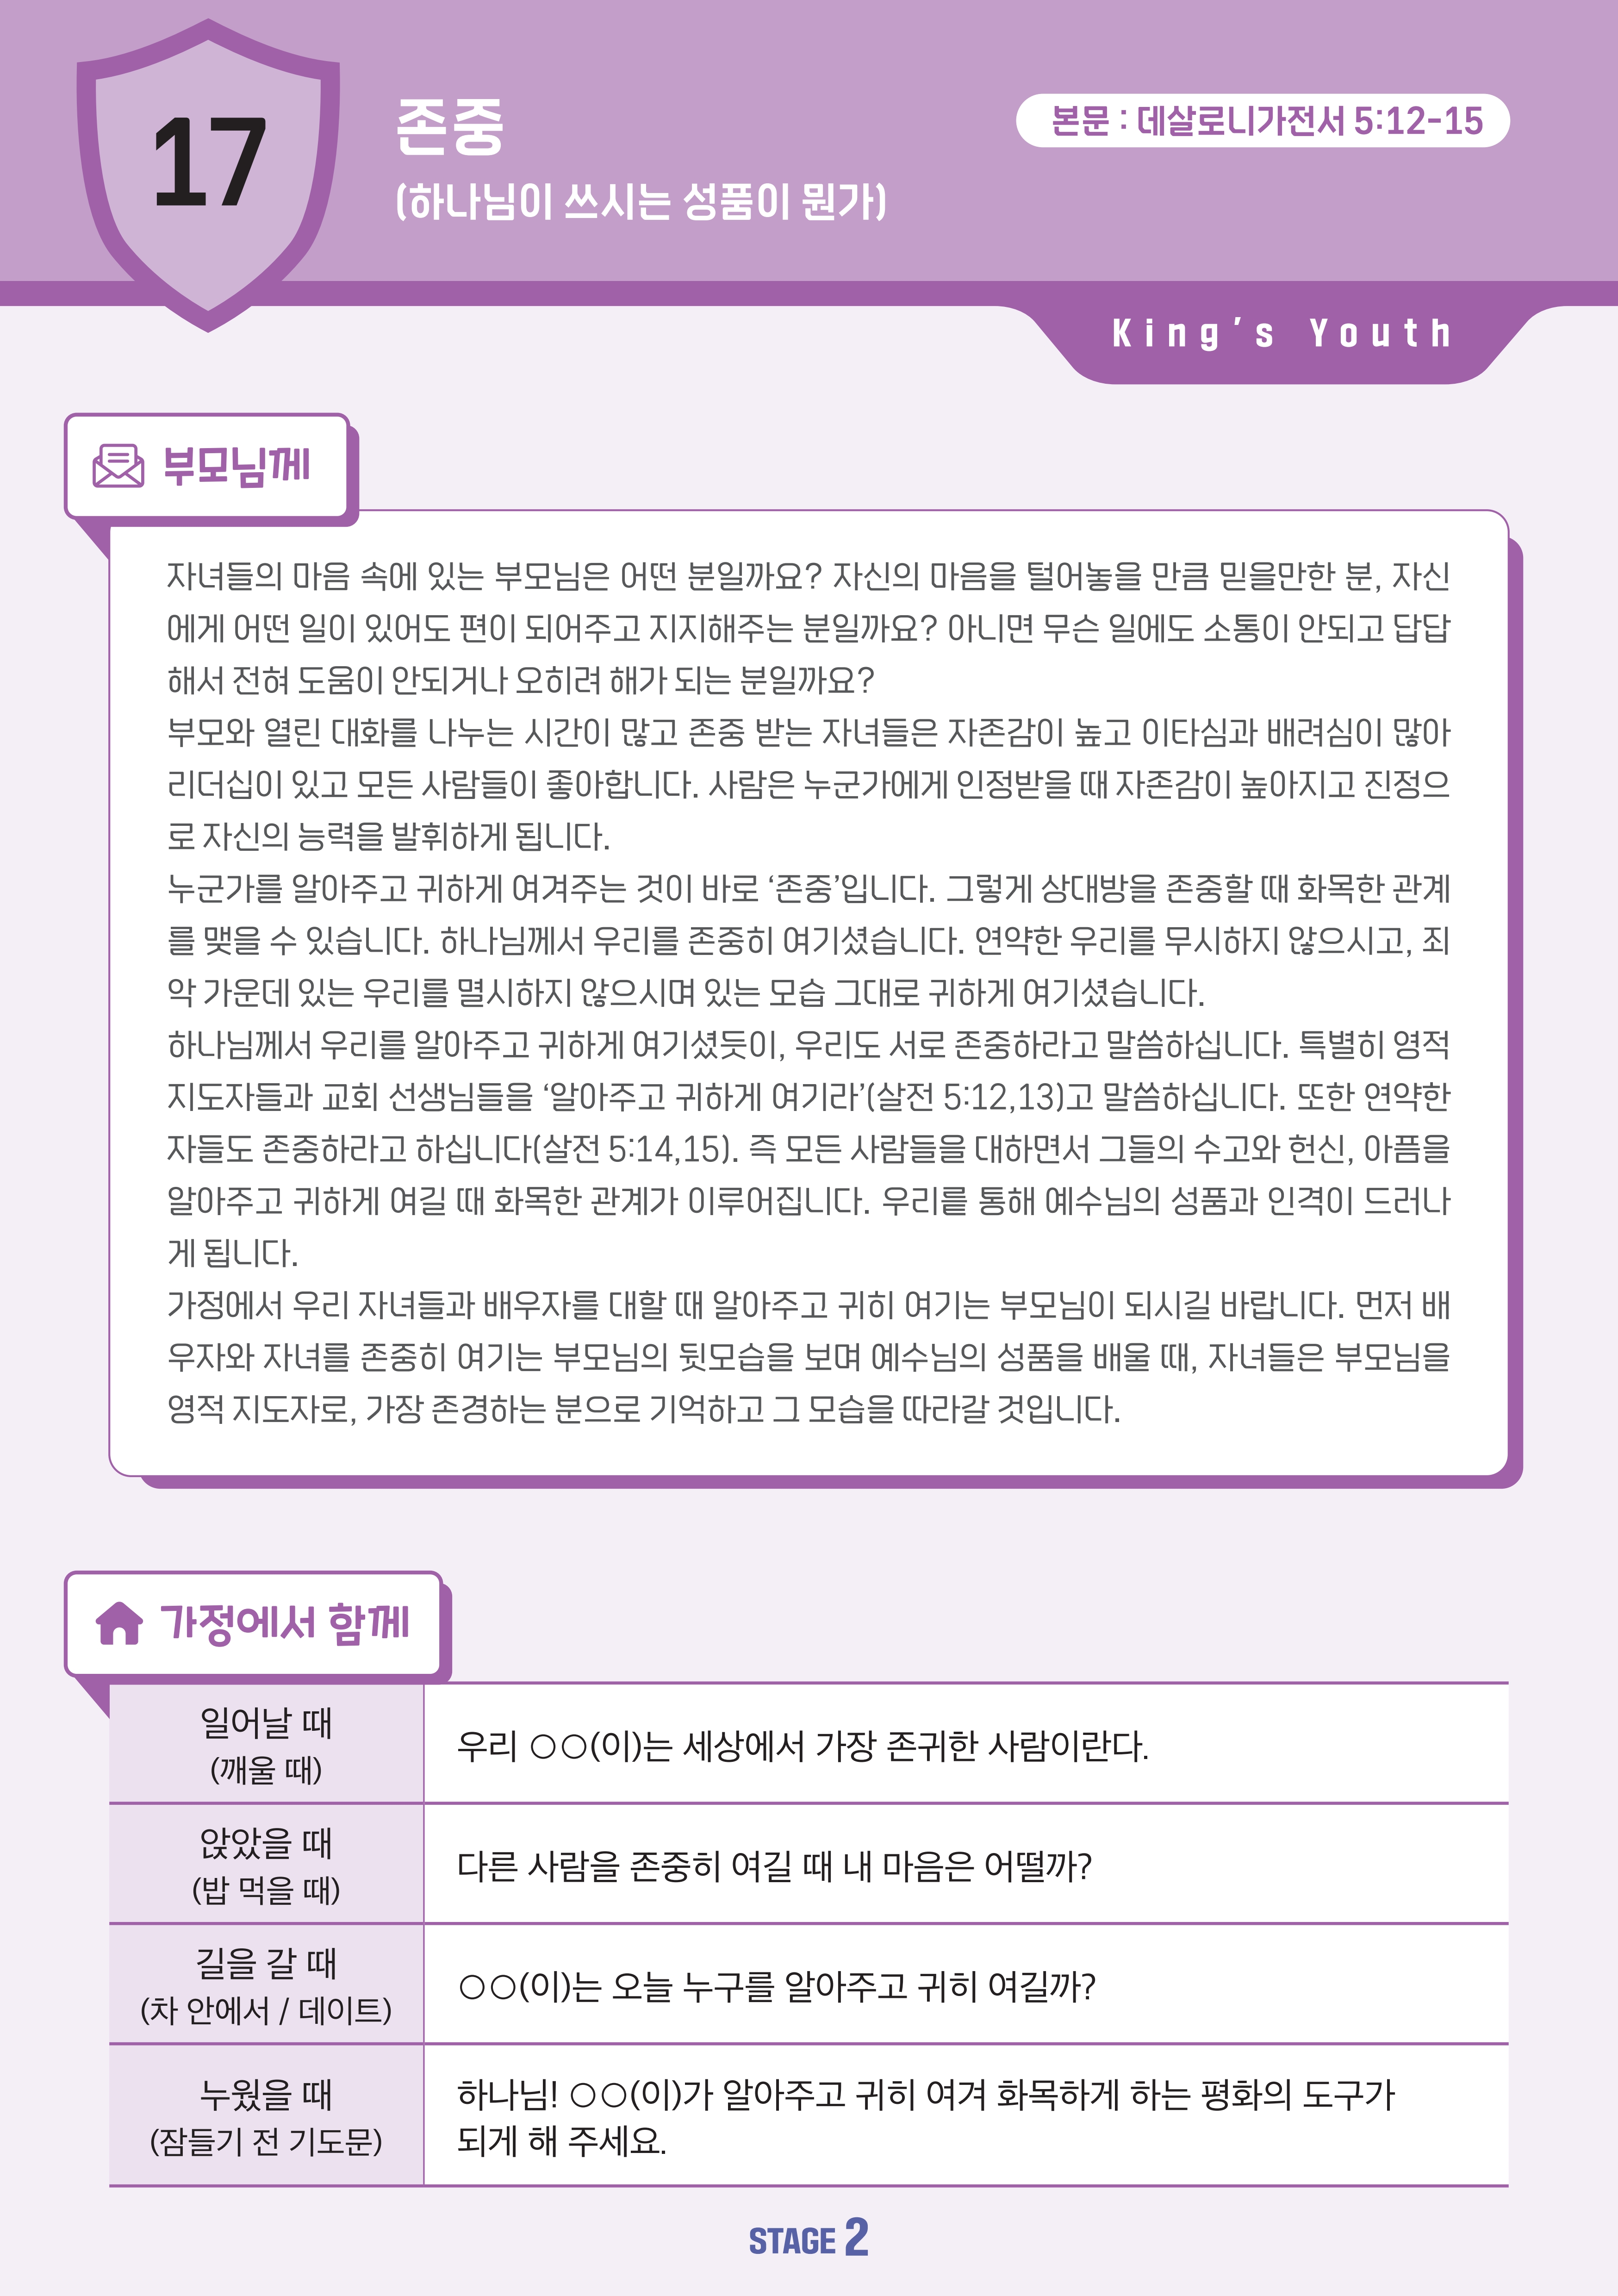 17
존중
(하나님이 쓰시는 성품이 뭔가)
본문 : 데살로니가전서 5:12-15
King's Youth
부모님께
자녀들의 마음 속에 있는 부모님은 어떤 분일까요? 자신의 마음을 털어놓을 만큼 믿을만한 분, 자신
에게 어떤 일이 있어도 편이 되어주고 지지해주는 분일까요? 아니면 무슨 일에도 소통이 안되고 답답
해서 전혀 도움이 안되거나 오히려 해가 되는 분일까요?
부모와 열린 대화를 나누는 시간이 많고 존중 받는 자녀들은 자존감이 높고 이타심과 배려심이 많아
리더십이 있고 모든 사람들이 좋아합니다. 사람은 누군가에게 인정받을 때 자존감이 높아지고 진정으
로 자신의 능력을 발휘하게 됩니다.
누군가를 알아주고 귀하게 여겨주는 것이 바로 ‘존중’입니다. 그렇게 상대방을 존중할 때 화목한 관계
를 맺을 수 있습니다. 하나님께서 우리를 존중히 여기셨습니다. 연약한 우리를 무시하지 않으시고, 죄
악 가운데 있는 우리를 멸시하지 않으시며 있는 모습 그대로 귀하게 여기셨습니다.
하나님께서 우리를 알아주고 귀하게 여기셨듯이, 우리도 서로 존중하라고 말씀하십니다. 특별히 영적
지도자들과 교회 선생님들을 ‘알아주고 귀하게 여기라’(살전 5:12,13)고 말씀하십니다. 또한 연약한
자들도 존중하라고 하십니다(살전 5:14,15). 즉 모든 사람들을 대하면서 그들의 수고와 헌신, 아픔을
알아주고 귀하게 여길 때 화목한 관계가 이루어집니다. 우리릍 통해 예수님의 성품과 인격이 드러나
게 됩니다.
가정에서 우리 자녀들과 배우자를 대할 때 알아주고 귀히 여기는 부모님이 되시길 바랍니다. 먼저 배
우자와 자녀를 존중히 여기는 부모님의 뒷모습을 보며 예수님의 성품을 배울 때, 자녀들은 부모님을
영적 지도자로, 가장 존경하는 분으로 기억하고 그 모습을 따라갈 것입니다.
가정에서 함께
일어날 때
(깨울 때)
우리 ○○(이)는 세상에서 가장 존귀한 사람이란다.
앉았을 때
(밥 먹을 때)
다른 사람을 존중히 여길 때 내 마음은 어떨까?
길을 갈 때
(차 안에서 / 데이트)
○○(이)는 오늘 누구를 알아주고 귀히 여길까?
누웠을 때
(잠들기 전 기도문)
하나님! ○○(이)가 알아주고 귀히 여겨 화목하게 하는 평화의 도구가
되게 해 주세요.
STAGE 2